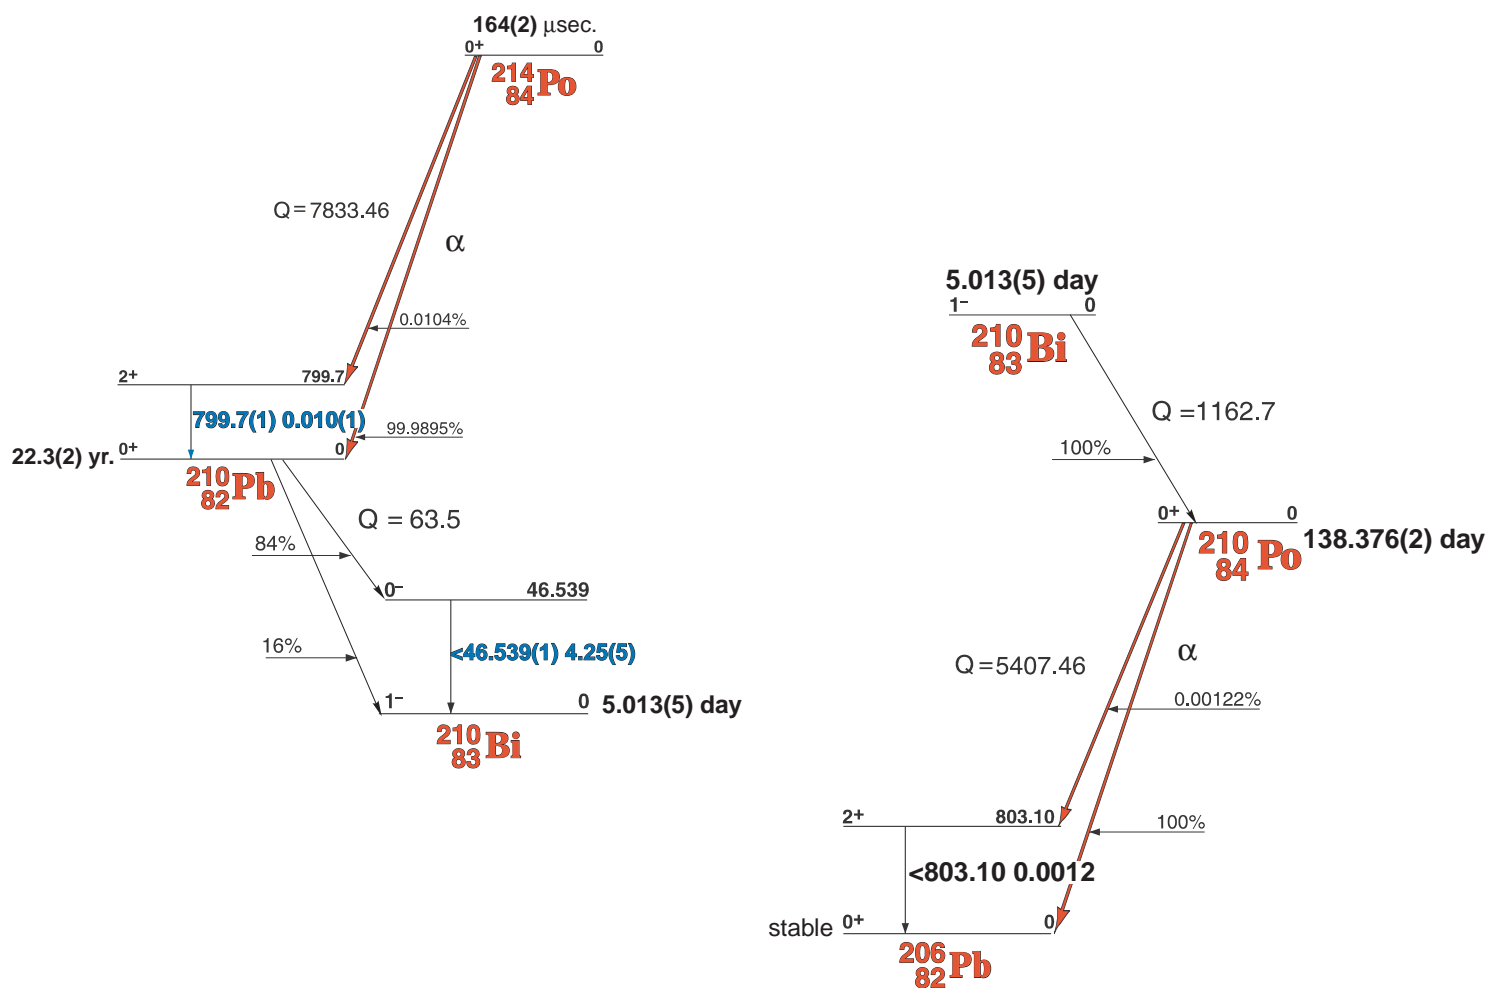 164(2) μsec.
0+ 0
214
84 Po
Q=7833.46
α
0.0104%
2+ 799.7
799.7(1) 0.010(1)
99.9895%
22.3(2) yr. 0+ 0
210
82 Pb
Q = 63.5
84%
0- 46.539
16%
<46.539(1) 4.25(5)
1- 0 5.013(5) day
210
83 Bi
5.013(5) day
1- 0
210
83 Bi
Q =1162.7
100%
0+ 0
210
84 Po 138.376(2) day
Q=5407.46
α
0.00122%
2+ 803.10
100%
<803.10 0.0012
stable 0+ 0
206
82 Pb